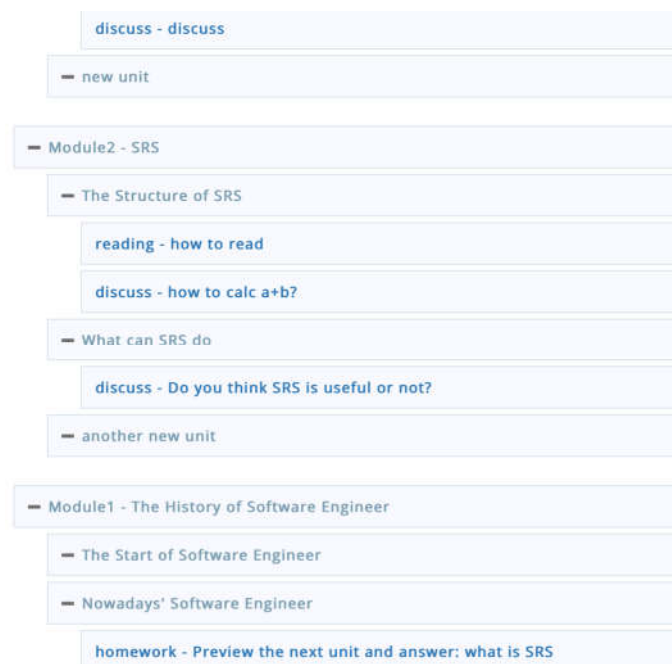 discuss - discuss
new unit
Module2 - SRS
The Structure of SRS
reading - how to read
discuss - how to calc a+b?
What can SRS do
discuss - Do you think SRS is useful or not?
another new unit
Module1 - The History of Software Engineer
The Start of Software Engineer
Nowadays' Software Engineer
homework - Preview the next unit and answer: what is SRS